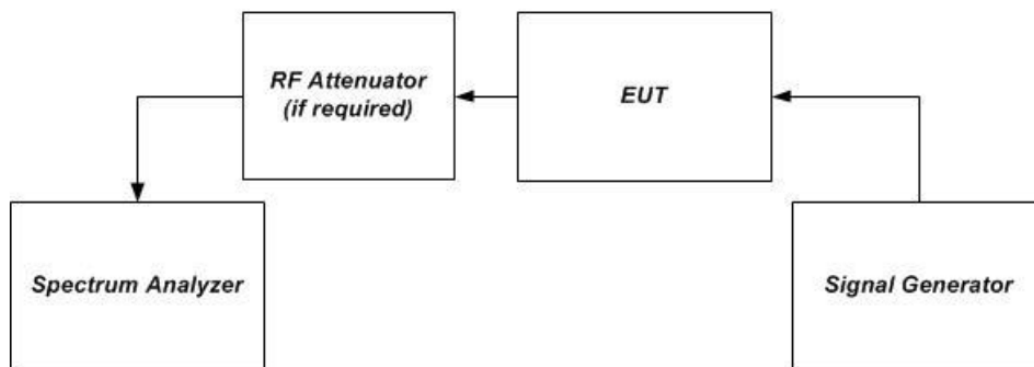 RF Attenuator
(if required)
EUT
Spectrum Analyzer
Signal Generator